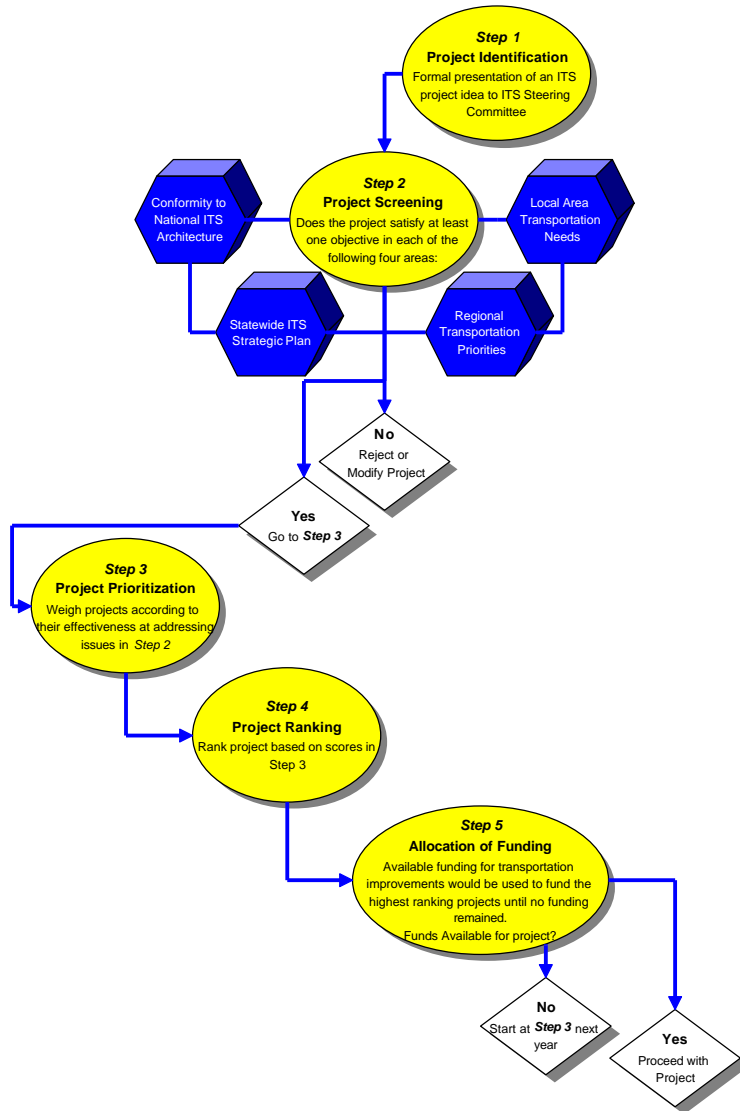 Step 1
Project Identification
Formal presentation of an ITS
project idea to ITS Steering
Committee
Step 2
Project Screening
Does the project satisfy at least
one objective in each of the
following four areas:
Conformity to
National ITS
Architecture
Local Area
Transportation
Needs
Statewide ITS
Strategic Plan
Regional
Transportation
Priorities
No
Reject or
Modify Project
Yes
Go to Step 3
Step 3
Project Prioritization
Weigh projects according to
their effectiveness at addressing
issues in Step 2
Step 4
Project Ranking
Rank project based on scores in
Step 3
Step 5
Allocation of Funding
Available funding for transportation
improvements would be used to fund the
highest ranking projects until no funding
remained.
Funds Available for project?
No
Start at Step 3 next
year
Yes
Proceed with
Project